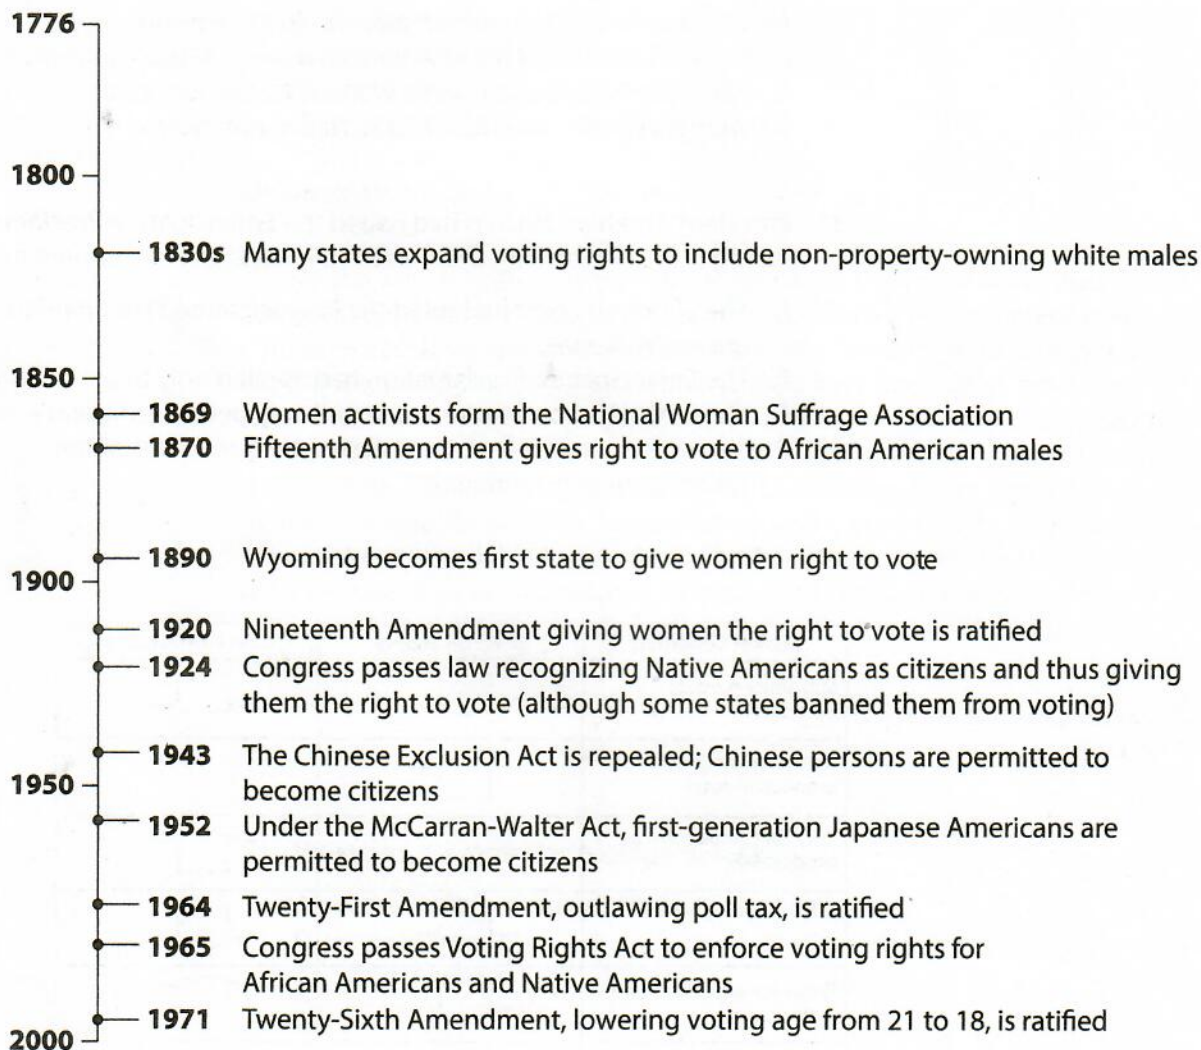 1776
1800
1830s Many states expand voting rights to include non-property-owning white males
1850
1869 Women activists form the National Woman Suffrage Association
1870 Fifteenth Amendment gives right to vote to African American males
1890 Wyoming becomes first state to give women right to vote
1900
1920 Nineteenth Amendment giving women the right to vote is ratified
1924 Congress passes law recognizing Native Americans as citizens and thus giving
them the right to vote (although some states banned them from voting)
1943 The Chinese Exclusion Act is repealed; Chinese persons are permitted to
1950
become citizens
1952 Under the McCarran-Walter Act, first-generation Japanese Americans are
permitted to become citizens
1964 Twenty-First Amendment, outlawing poll tax, is ratified
1965 Congress passes Voting Rights Act to enforce voting rights for
African Americans and Native Americans
1971 Twenty-Sixth Amendment, lowering voting age from 21 to 18, is ratified
2000